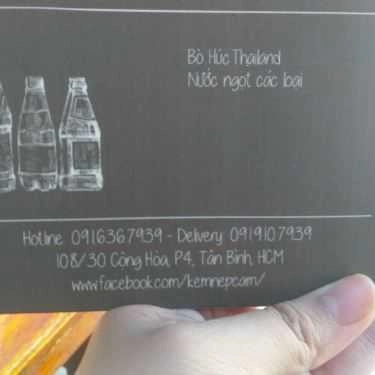 Bò Húc Thailand
Nước ngọt các loại
Hotline 0916367939 - Delivery 0919107939
108/30 Cộng Hòa, P4, Tân Bình, HCM
www.facebook.com/kemnepcam/